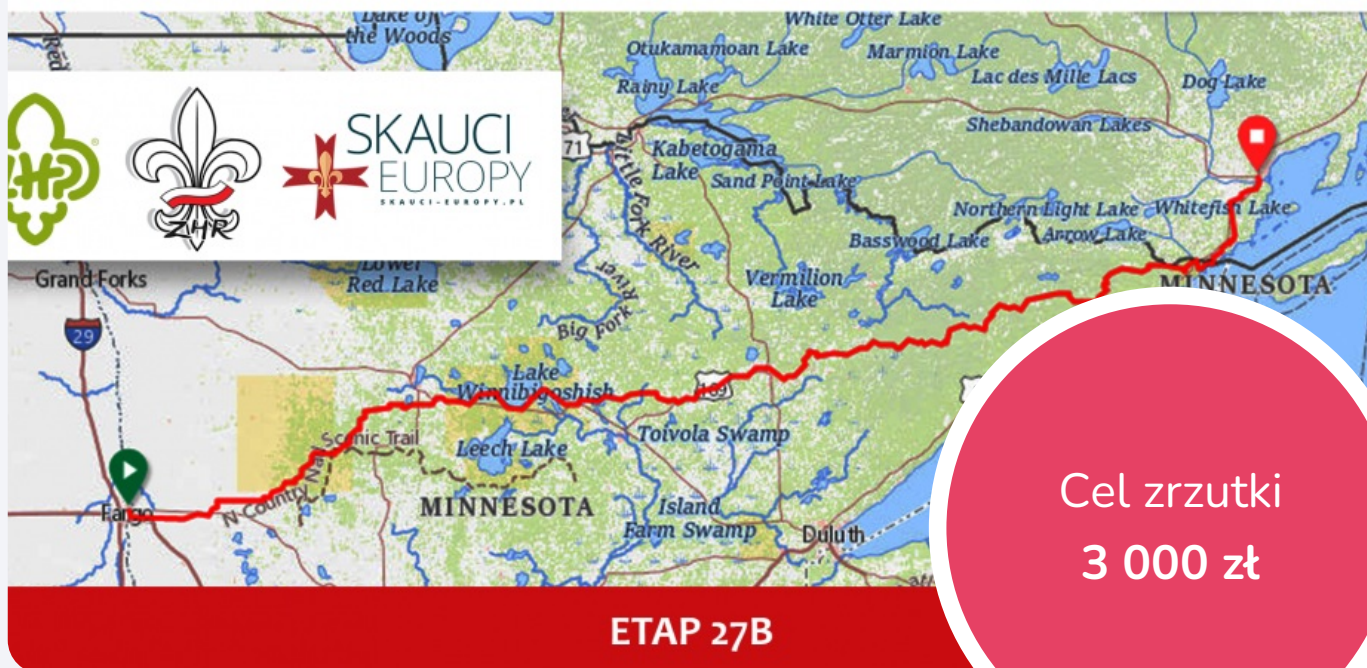 Lake of
the Woods
White Otter Lake
Otukamamoan Lake
Marmion Lake
Lac des Mille Lacs
Dog Lake
Rainy Lake
Shebandowan Lakes
ZHP
ZHR
SKAUCI
EUROPY
SKAUCI-EUROPY.PL
71
Kabetogama
Lake
Sand Point Lake
Little Fork River
Northern Light Lake
Whitefish Lake
Arrow Lake
Basswood Lake
Grand Forks
Lower
Red Lake
Vermilion
Lake
MINNESOTA
29
Big Fork
River
Lake
Winnibigoshish
169
N Country Nat
Scenic Trail
Leech Lake
Toivola Swamp
Fargo
MINNESOTA
Island
Farm Swamp
Duluth
Cel zrzutki
3 000 zł
ETAP 27B